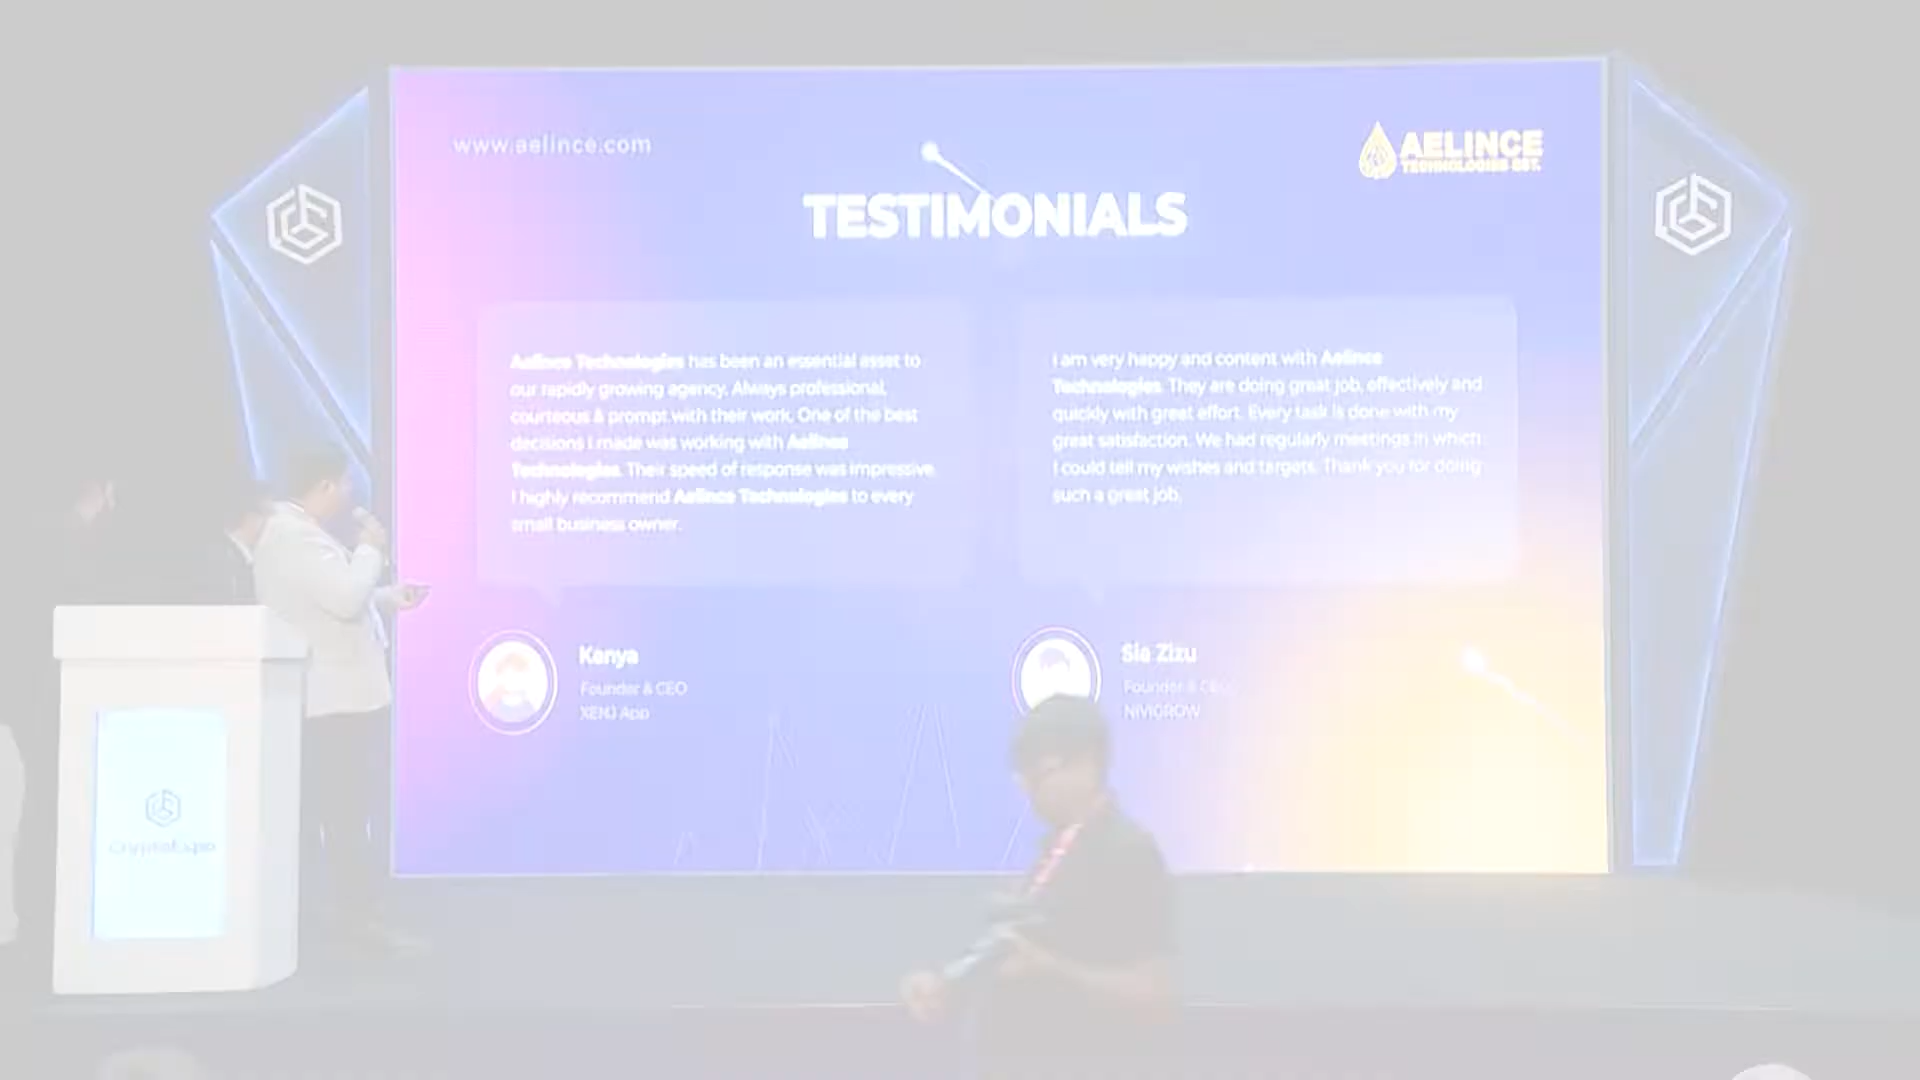 www.aelince.com
AELINCE
TECHNOLOGIES EST.
TESTIMONIALS
Aelince Technologies has been an essential asset to
our rapidly growing agency. Always professional,
courteous & prompt with their work. One of the best
decisions I made was working with Aelince
Technologies. Their speed of response was impressive.
I highly recommend Aelince Technologies to every
small business owner.
I am very happy and content with Aelince
Technologies. They are doing great job, effectively and
quickly with great effort. Every task is done with my
great satisfaction. We had regularly meetings in which
I could tell my wishes and targets. Thank you for doing
such a great job.
Kenya
Founder & CEO
XENJ App
Sia Zizu
Founder & CEO
NIVIGROW
CryptoExpo